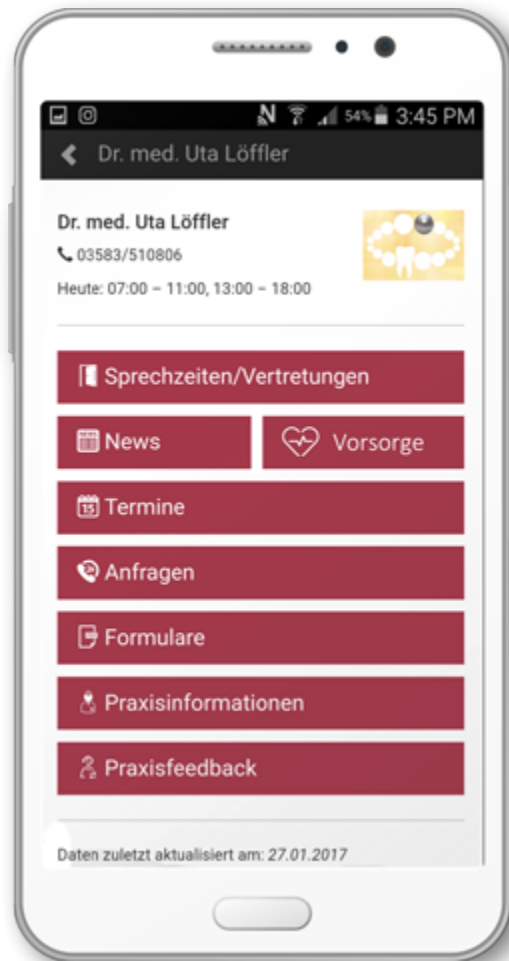 54% 3:45 PM
Dr. med. Uta Löffler
Dr. med. Uta Löffler
03583/510806
Heute: 07:00 – 11:00, 13:00 – 18:00
Sprechzeiten/Vertretungen
NEWS News
Vorsorge
15 Termine
Anfragen
Formulare
Praxisinformationen
Praxisfeedback
Daten zuletzt aktualisiert am: 27.01.2017